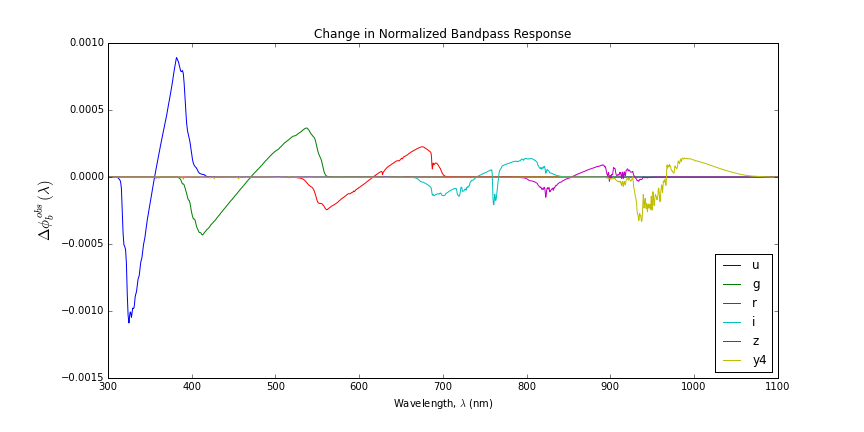 Change in Normalized Bandpass Response
0.0010
0.0005
0.0000
−0.0005
−0.0010
−0.0015
Δϕ_b^obs (λ)
300 400 500 600 700 800 900 1000 1100
Wavelength, λ (nm)
u
g
r
i
z
y4